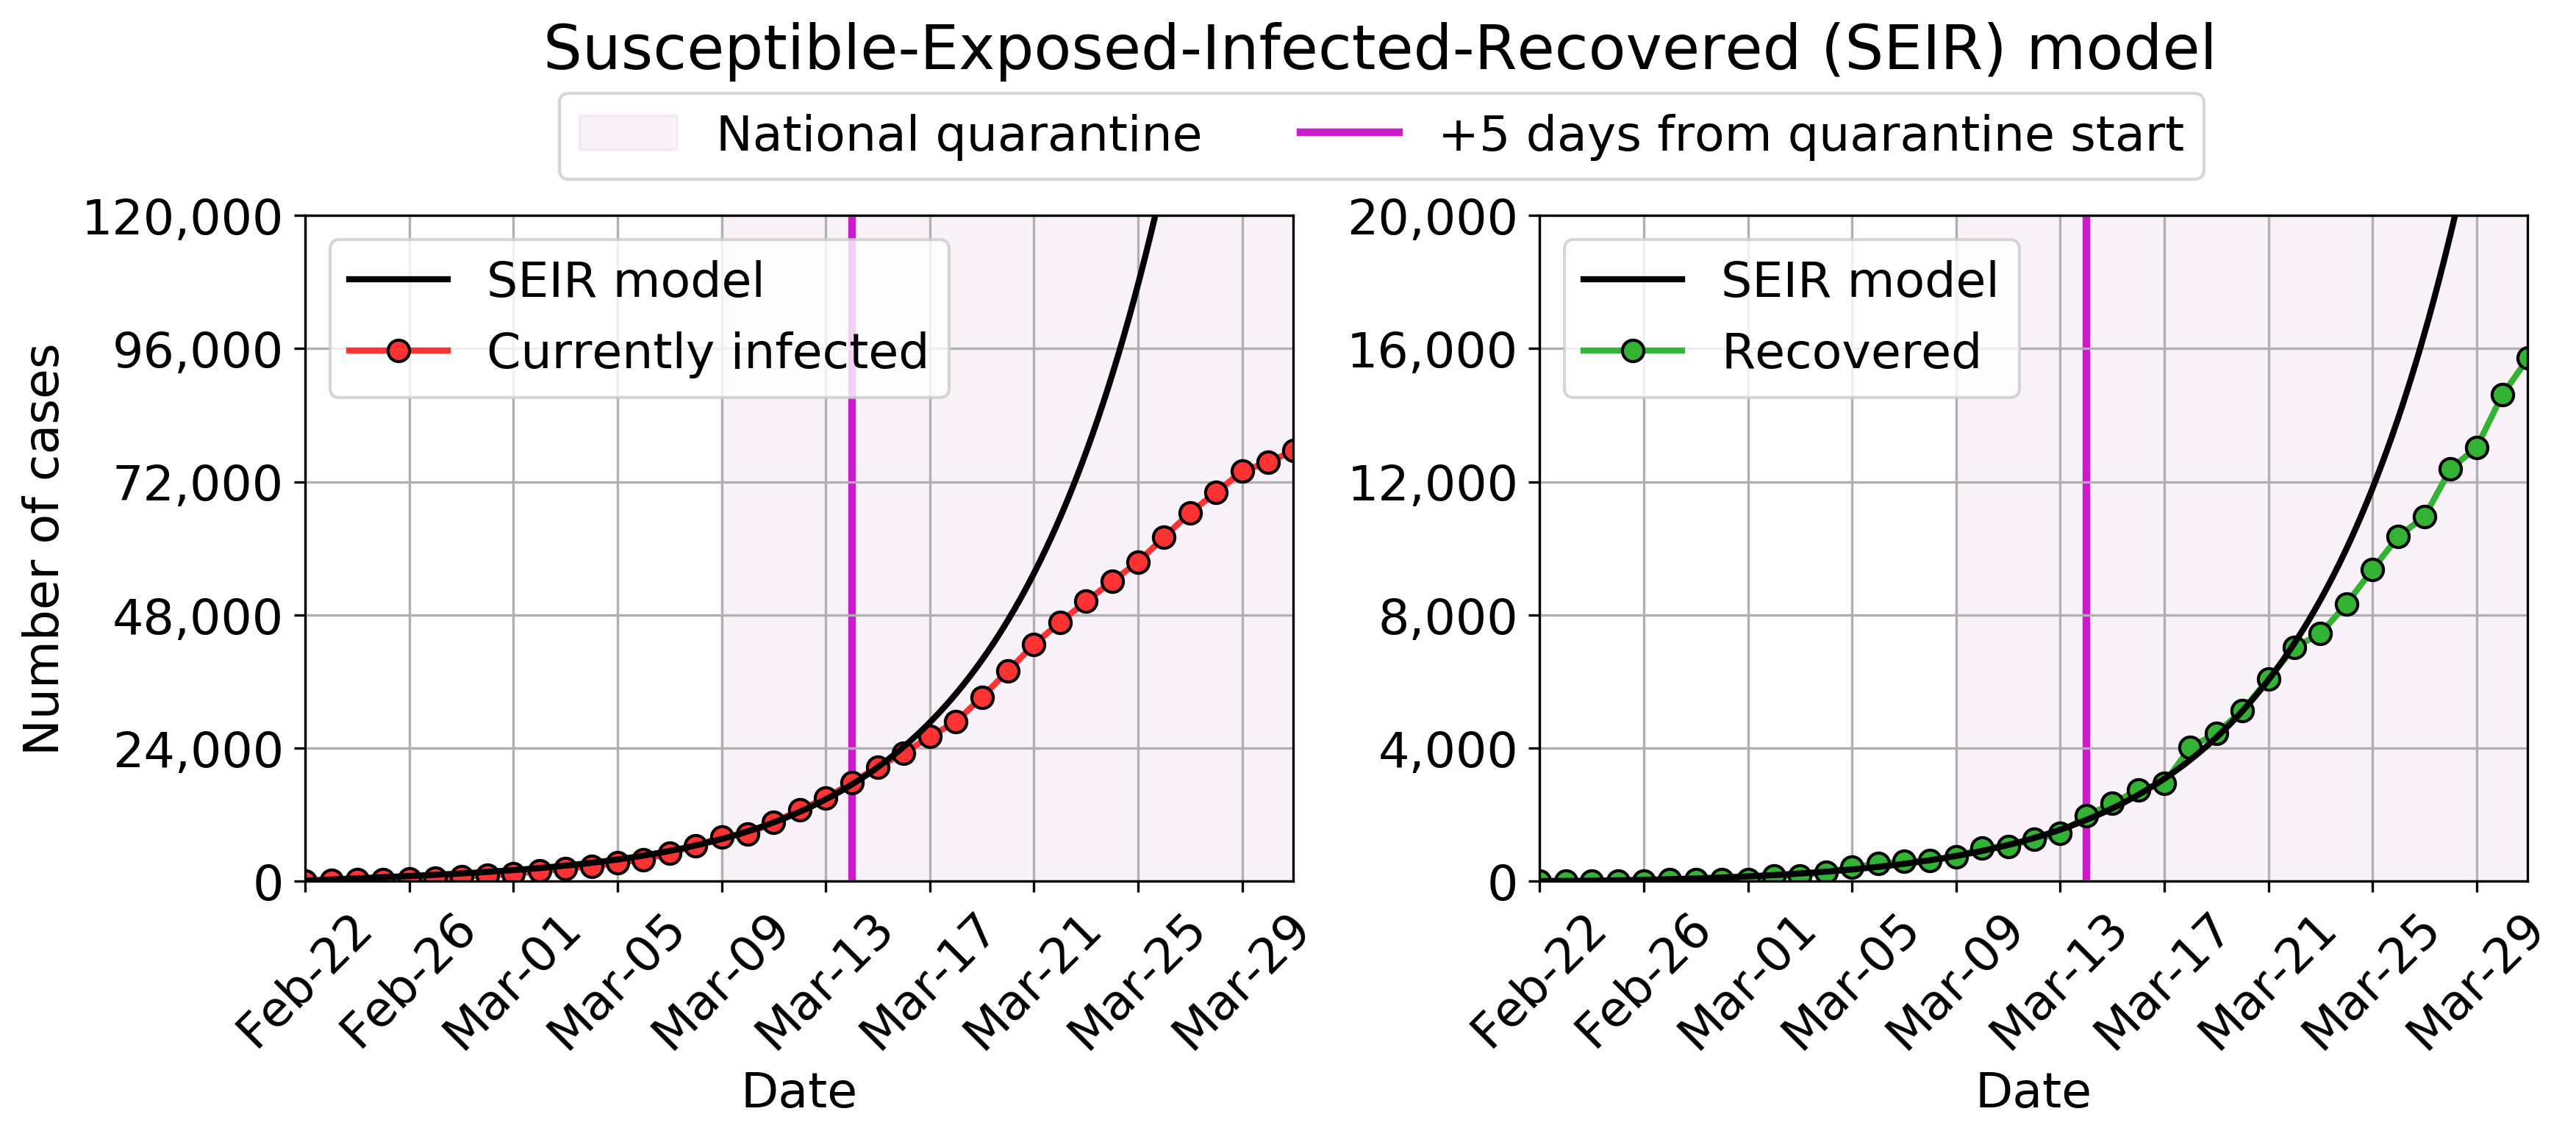 Susceptible-Exposed-Infected-Recovered (SEIR) model
National quarantine
+5 days from quarantine start
Number of cases
120,000
96,000
72,000
48,000
24,000
0
SEIR model
Currently infected
Feb-22
Feb-26
Mar-01
Mar-05
Mar-09
Mar-13
Mar-17
Mar-21
Mar-25
Mar-29
Date
20,000
16,000
12,000
8,000
4,000
0
SEIR model
Recovered
Feb-22
Feb-26
Mar-01
Mar-05
Mar-09
Mar-13
Mar-17
Mar-21
Mar-25
Mar-29
Date